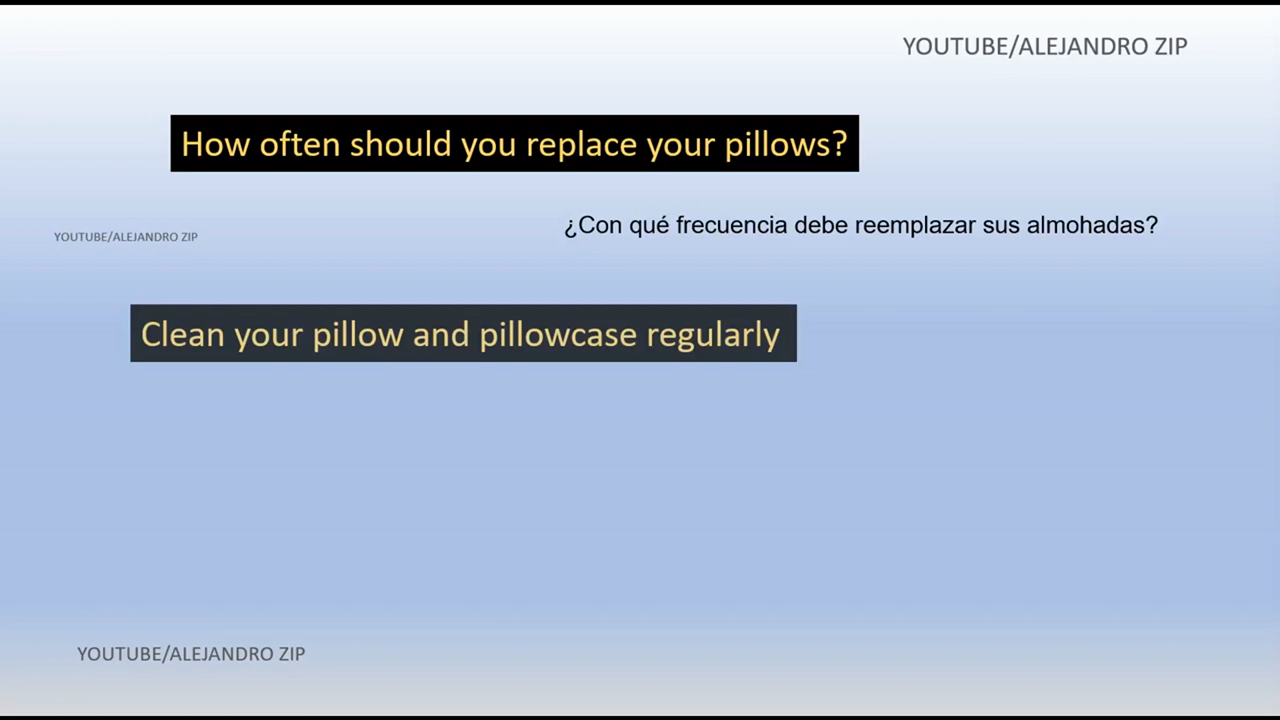 YOUTUBE/ALEJANDRO ZIP
How often should you replace your pillows?
¿Con qué frecuencia debe reemplazar sus almohadas?
YOUTUBE/ALEJANDRO ZIP
Clean your pillow and pillowcase regularly
YOUTUBE/ALEJANDRO ZIP